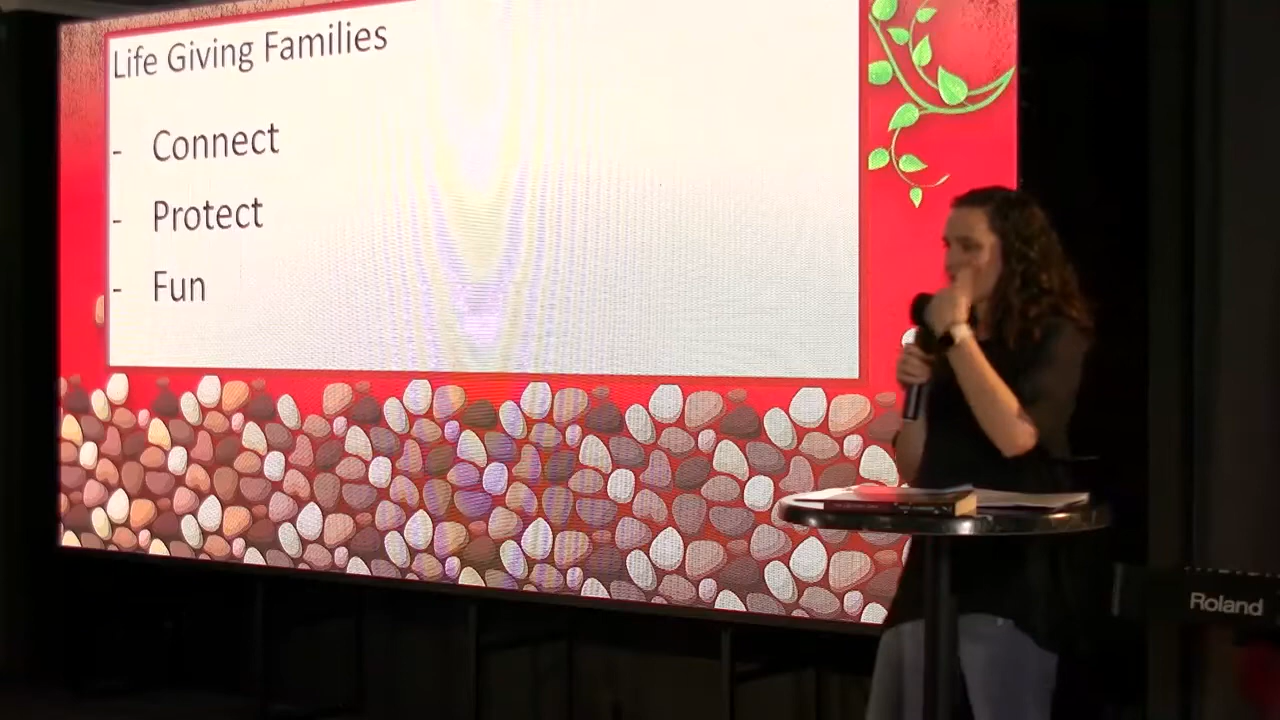 Life Giving Families
- Connect
- Protect
- Fun
Roland